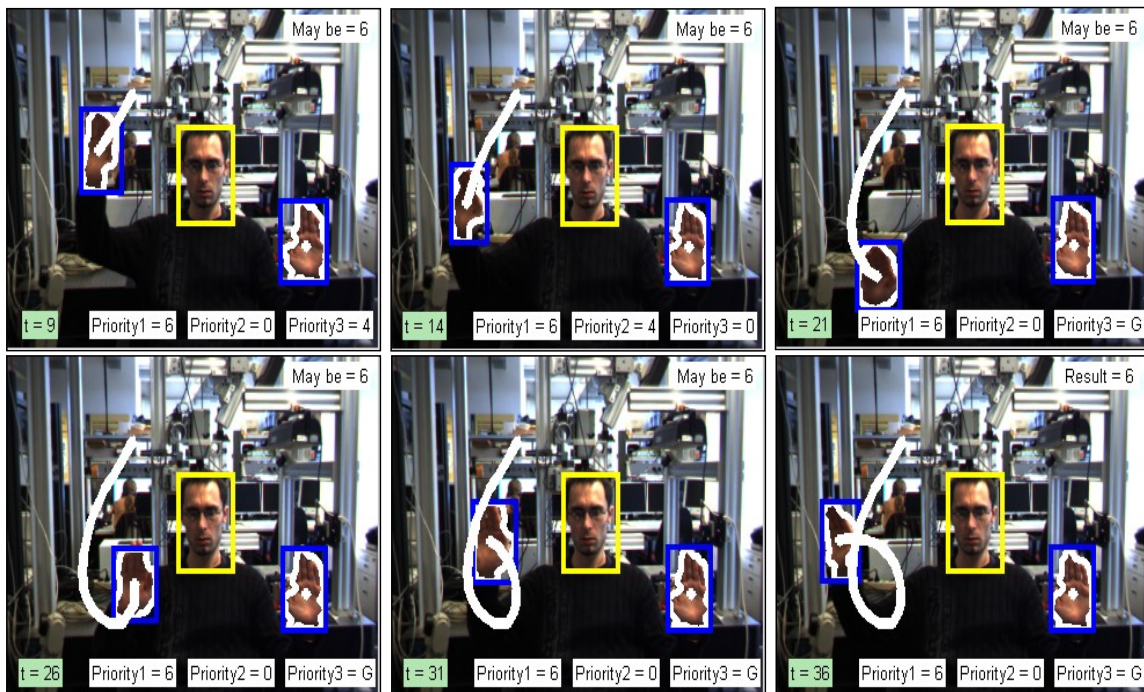 May be = 6
t = 9 Priority1 = 6 Priority2 = 0 Priority3 = 4
May be = 6
t = 14 Priority1 = 6 Priority2 = 4 Priority3 = 0
May be = 6
t = 21 Priority1 = 6 Priority2 = 0 Priority3 = G
May be = 6
t = 26 Priority1 = 6 Priority2 = 0 Priority3 = G
May be = 6
t = 31 Priority1 = 6 Priority2 = 0 Priority3 = G
Result = 6
t = 36 Priority1 = 6 Priority2 = 0 Priority3 = G